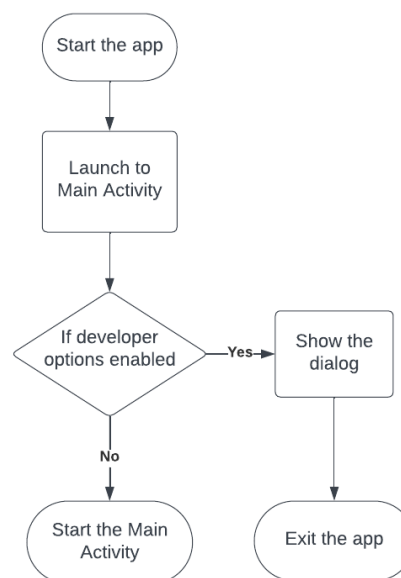 Start the app
Launch to
Main Activity
If developer
options enabled
Yes
Show the
dialog
No
Start the Main
Activity
Exit the app